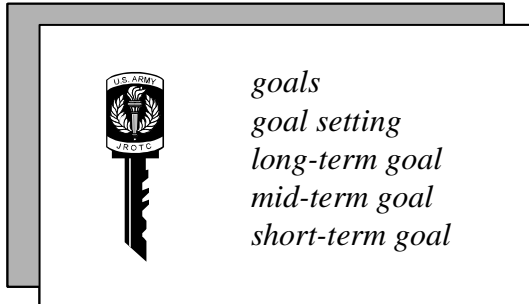 U.S. ARMY
JROTC
goals
goal setting
long-term goal
mid-term goal
short-term goal